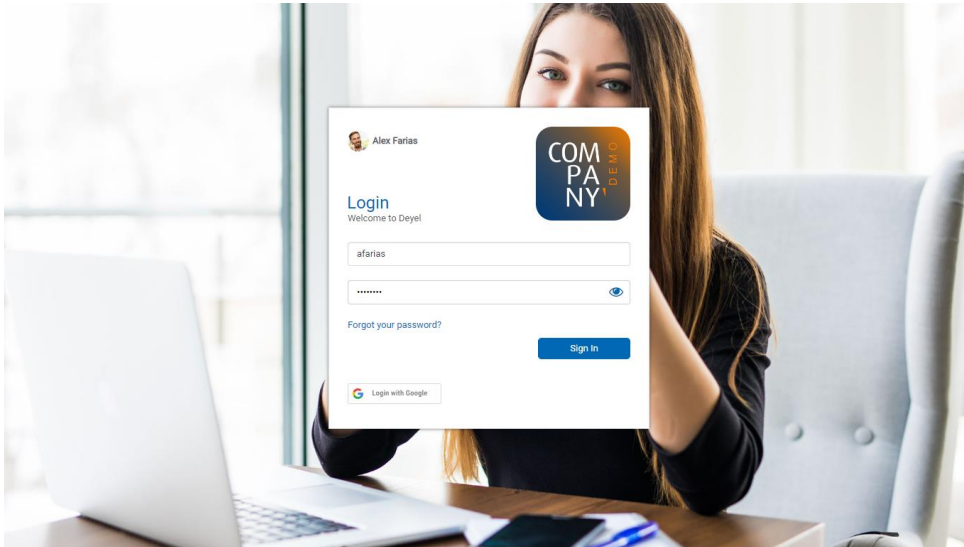 Alex Farias
COM
PA
NY
DEMO
Login
Welcome to Deyel
afarias
••••••••
Forgot your password?
Sign In
Login with Google